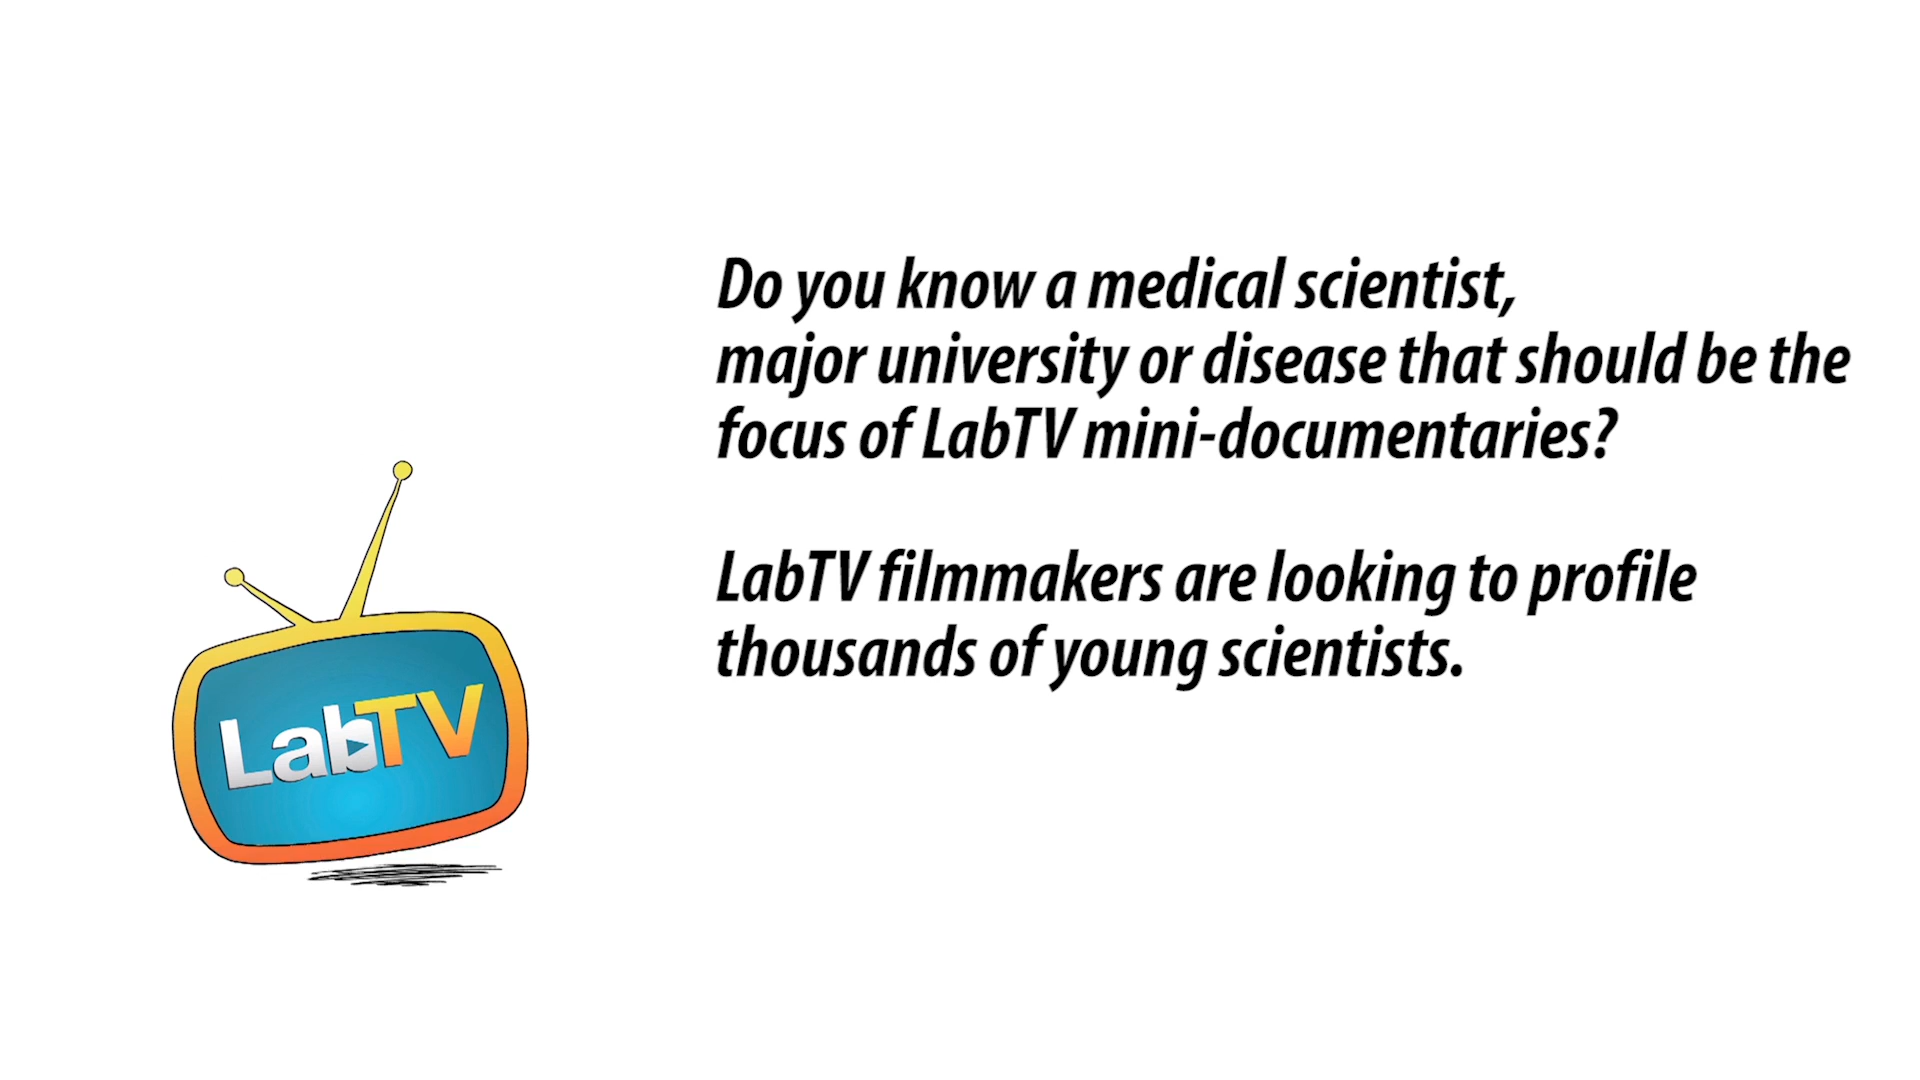 Do you know a medical scientist,
major university or disease that should be the
focus of LabTV mini-documentaries?
LabTV filmmakers are looking to profile
thousands of young scientists.
LabTV